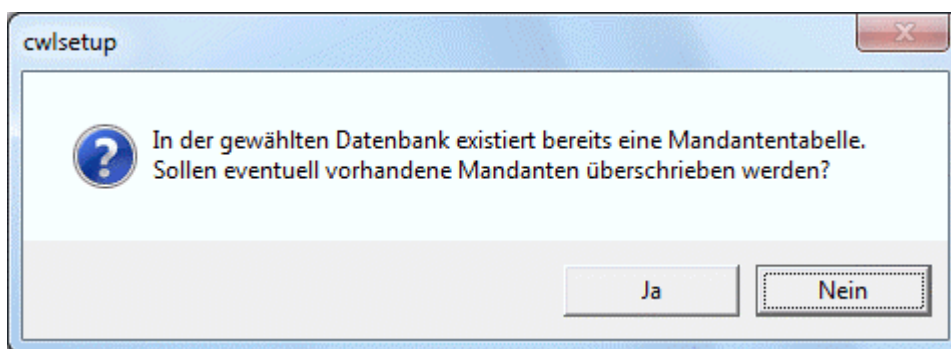 cwlsetup
In der gewählten Datenbank existiert bereits eine Mandantentabelle.
Sollen eventuell vorhandene Mandanten überschrieben werden?
Ja
Nein